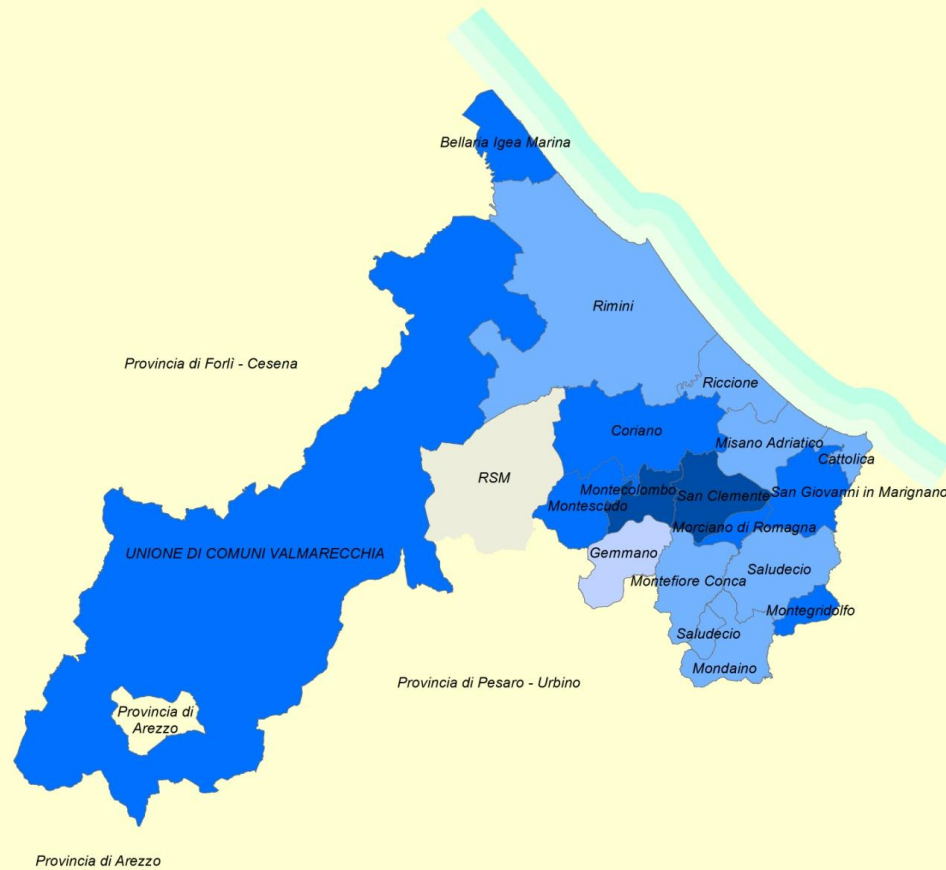 Bellaria Igea Marina
Rimini
Provincia di Forlì - Cesena
Riccione
Coriano
Misano Adriatico
Cattolica
RSM
Montecolombo
San Clemente
San Giovanni in Marignano
Montescudo
Morciano di Romagna
UNIONE DI COMUNI VALMARECCHIA
Gemmano
Saludecio
Montefiore Conca
Montegridolfo
Saludecio
Mondaino
Provincia di Pesaro - Urbino
Provincia di
Arezzo
Provincia di Arezzo